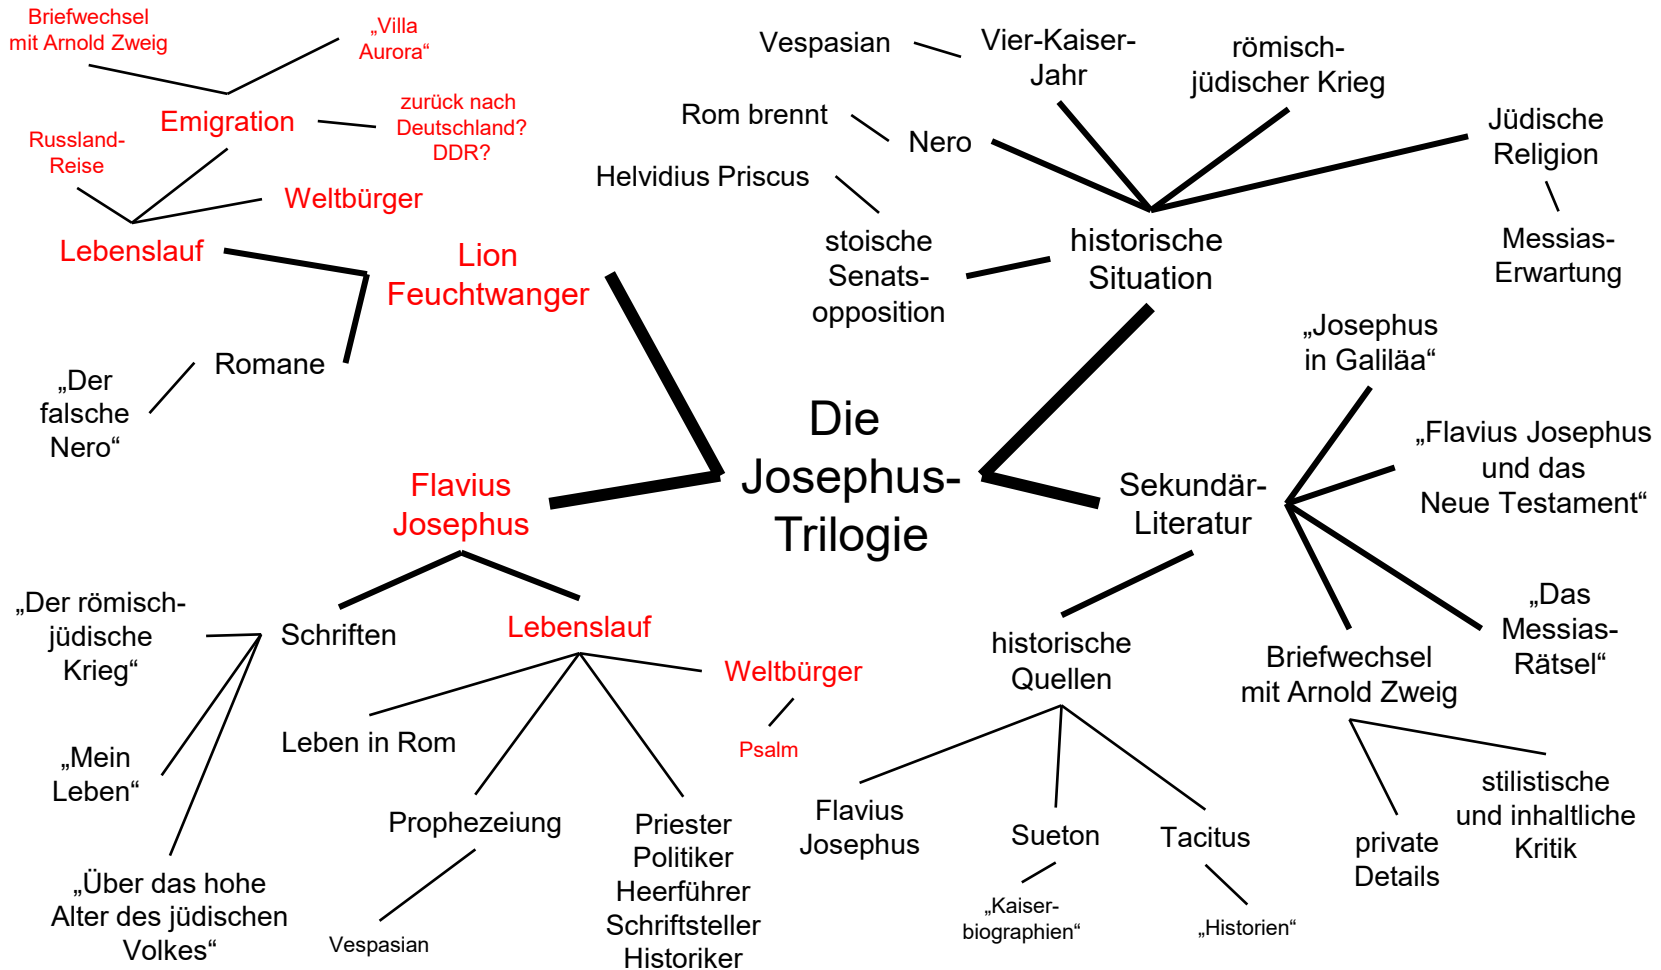 Briefwechsel
mit Arnold Zweig
„Villa
Aurora“
Emigration
zurück nach
Deutschland?
DDR?
Russland-
Reise
Weltbürger
Lebenslauf
Lion
Feuchtwanger
Romane
„Der
falsche
Nero“
Vespasian
Vier-Kaiser-
Jahr
römisch-
jüdischer Krieg
Rom brennt
Nero
Jüdische
Religion
Helvidius Priscus
stoische
Senats-
opposition
historische
Situation
Messias-
Erwartung
Die
Josephus-
Trilogie
„Josephus
in Galiläa“
„Flavius Josephus
und das
Neue Testament“
Sekundär-
Literatur
„Das
Messias-
Rätsel“
Briefwechsel
mit Arnold Zweig
private
Details
stilistische
und inhaltliche
Kritik
historische
Quellen
Flavius
Josephus
Sueton
„Kaiser-
biographien“
Tacitus
„Historien“
Flavius
Josephus
Schriften
„Der römisch-
jüdische
Krieg“
„Mein
Leben“
„Über das hohe
Alter des jüdischen
Volkes“
Lebenslauf
Leben in Rom
Prophezeiung
Vespasian
Priester
Politiker
Heerführer
Schriftsteller
Historiker
Weltbürger
Psalm